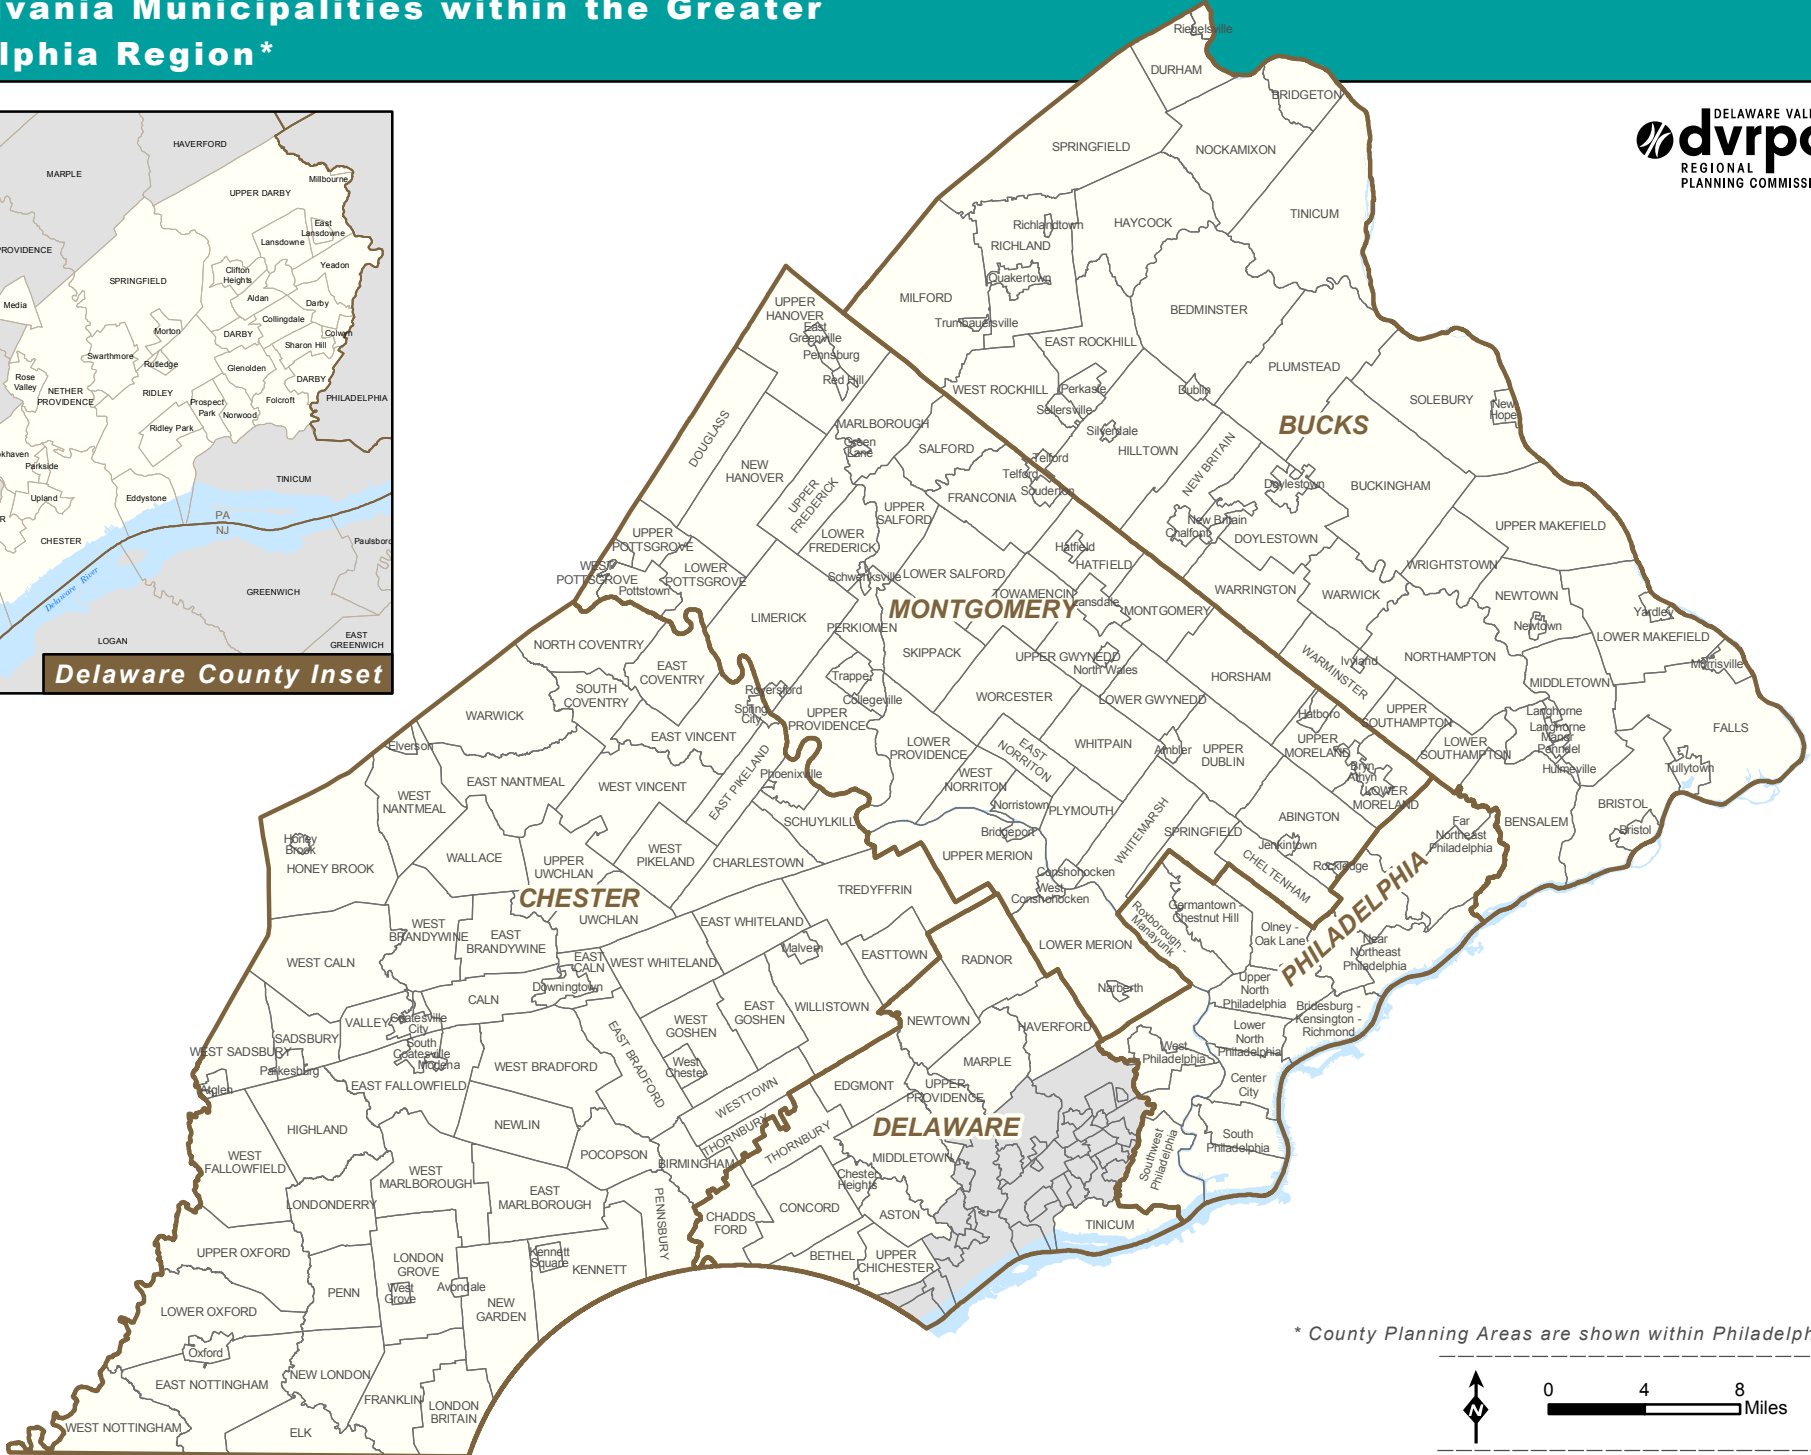 vania Municipalities within the Greater
lphia Region*
DELAWARE VALL
dvrpc
REGIONAL
PLANNING COMMISS
HAVERFORD
MARPLE
UPPER DARBY
Millbourne
East
Lansdowne
Lansdowne
PROVIDENCE
Yeadon
Clifton
Heights
SPRINGFIELD
Media
Aldan
Darby
Collingdale
Morton
DARBY
Colwyn
Sharon Hill
Swarthmore
Rutledge
Glenolden
Rose
Valley
NETHER
PROVIDENCE
RIDLEY
DARBY
Prospect
Park
Norwood
Folcroft
PHILADELPHIA
Ridley Park
khaven
Parkside
TINICUM
Upland
Eddystone
R
PA
NJ
CHESTER
Paulsboro
Delaware River
GREENWICH
LOGAN
EAST
GREENWICH
Delaware County Inset
Riegelsville
DURHAM
BRIDGETON
SPRINGFIELD
NOCKAMIXON
TINICUM
HAYCOCK
Richlandtown
RICHLAND
Quakertown
MILFORD
Trumbauersville
BEDMINSTER
EAST ROCKHILL
PLUMSTEAD
WEST ROCKHILL
Perkasie
Dublin
Sellersville
SOLEBURY
New
Hope
BUCKS
Silverdale
HILLTOWN
NEW BRITAIN
Telford
Doylestown
BUCKINGHAM
New Britain
Chalfont
DOYLESTOWN
UPPER MAKEFIELD
WRIGHTSTOWN
WARRINGTON
WARWICK
NEWTOWN
Newtown
Yardley
LOWER MAKEFIELD
Morrisville
NORTHAMPTON
Ivyland
WARMINSTER
MIDDLETOWN
UPPER
SOUTHAMPTON
Langhorne
Langhorne
Manor
Penndel
Hulmeville
LOWER
SOUTHAMPTON
FALLS
Tullytown
BRISTOL
Bristol
BENSALEM
UPPER
HANOVER
East
Greenville
Pennsburg
Red Hill
DOUGLASS
MARLBOROUGH
Green
Lane
SALFORD
NEW
HANOVER
UPPER
FREDERICK
Telford
Souderton
FRANCONIA
UPPER
SALFORD
LOWER
FREDERICK
UPPER
POTTSGROVE
WEST
POTTSGROVE
LOWER
POTTSGROVE
Pottstown
Hatfield
HATFIELD
Schwenksville
LOWER SALFORD
TOWAMENCIN
Lansdale
MONTGOMERY
MONTGOMERY
LIMERICK
PERKIOMEN
SKIPPACK
UPPER GWYNEDD
North Wales
HORSHAM
Trappe
Collegeville
WORCESTER
LOWER GWYNEDD
Royersford
UPPER
PROVIDENCE
Hatboro
UPPER
MORELAND
LOWER
PROVIDENCE
EAST
NORRITON
WHITPAIN
Ambler
UPPER
DUBLIN
Bryn
Athyn
LOWER
MORELAND
WEST
NORRITON
Norristown
PLYMOUTH
WHITEMARSH
SPRINGFIELD
ABINGTON
Jenkintown
Rockledge
CHELTENHAM
Bridgeport
UPPER MERION
Conshohocken
West
Conshohocken
LOWER MERION
Narberth
NORTH COVENTRY
EAST
COVENTRY
SOUTH
COVENTRY
WARWICK
Spring
City
EAST VINCENT
Elverson
EAST NANTMEAL
WEST VINCENT
EAST PIKELAND
Phoenixville
WEST
NANTMEAL
SCHUYLKILL
Honey
Brook
HONEY BROOK
WALLACE
UPPER
UWCHLAN
WEST
PIKELAND
CHARLESTOWN
CHESTER
UWCHLAN
TREDYFFRIN
WEST
BRANDYWINE
EAST
BRANDYWINE
EAST WHITELAND
Malvern
EASTTOWN
WEST CALN
EAST
CALN
WEST WHITELAND
Downingtown
CALN
VALLEY
Coatesville
City
WEST
GOSHEN
EAST
GOSHEN
WILLISTOWN
SADSBURY
WEST SADSBURY
South
Coatesville
Modena
Parkesburg
Atglen
EAST FALLOWFIELD
WEST BRADFORD
EAST BRADFORD
West
Chester
WESTTOWN
THORNBURY
HIGHLAND
NEWLIN
WEST
FALLOWFIELD
POCOPSON
BIRMINGHAM
WEST
MARLBOROUGH
EAST
MARLBOROUGH
LONDONDERRY
PENNSBURY
UPPER OXFORD
LONDON
GROVE
Kennett
Square
KENNETT
PENN
West
Grove
Avondale
LOWER OXFORD
NEW
GARDEN
Oxford
EAST NOTTINGHAM
NEW LONDON
FRANKLIN
LONDON
BRITAIN
WEST NOTTINGHAM
ELK
RADNOR
NEWTOWN
HAVERFORD
MARPLE
EDGMONT
UPPER
PROVIDENCE
DELAWARE
THORNBURY
MIDDLETOWN
Chester
Heights
CONCORD
ASTON
CHADDS
FORD
BETHEL
UPPER
CHICHESTER
TINICUM
PHILADELPHIA
Far
Northeast
Philadelphia
Near
Northeast
Philadelphia
Germantown -
Chestnut Hill
Roxborough -
Manayunk
Olney -
Oak Lane
Upper
North
Philadelphia
Bridesburg -
Kensington -
Richmond
Lower
North
Philadelphia
West
Philadelphia
Center
City
South
Philadelphia
Southwest
Philadelphia
* County Planning Areas are shown within Philadelph
0 4 8
Miles
N